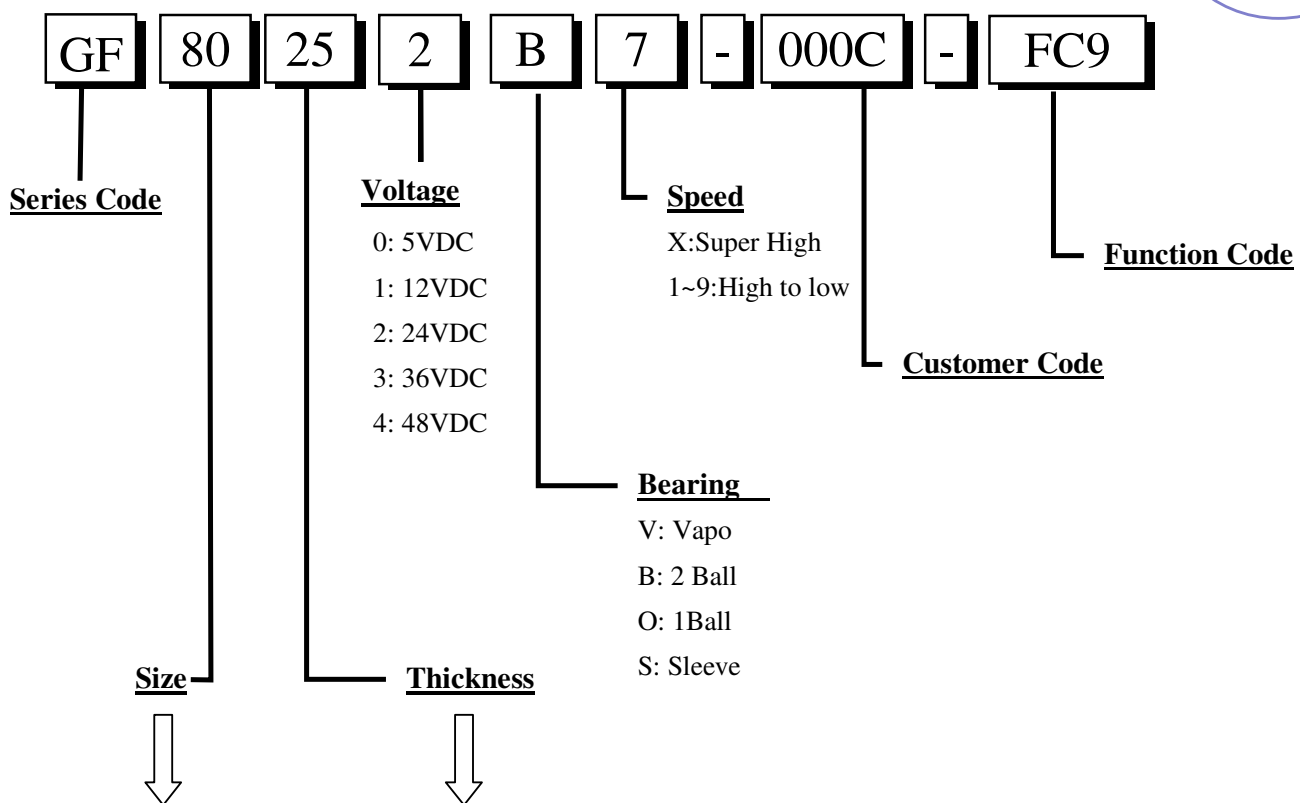 GF 80 25 2 B 7 - 000C - FC9
Series Code
Voltage
0: 5VDC
1: 12VDC
2: 24VDC
3: 36VDC
4: 48VDC
Speed
X:Super High
1~9:High to low
Function Code
Customer Code
Bearing
V: Vapo
B: 2 Ball
O: 1Ball
S: Sleeve
Size
Thickness